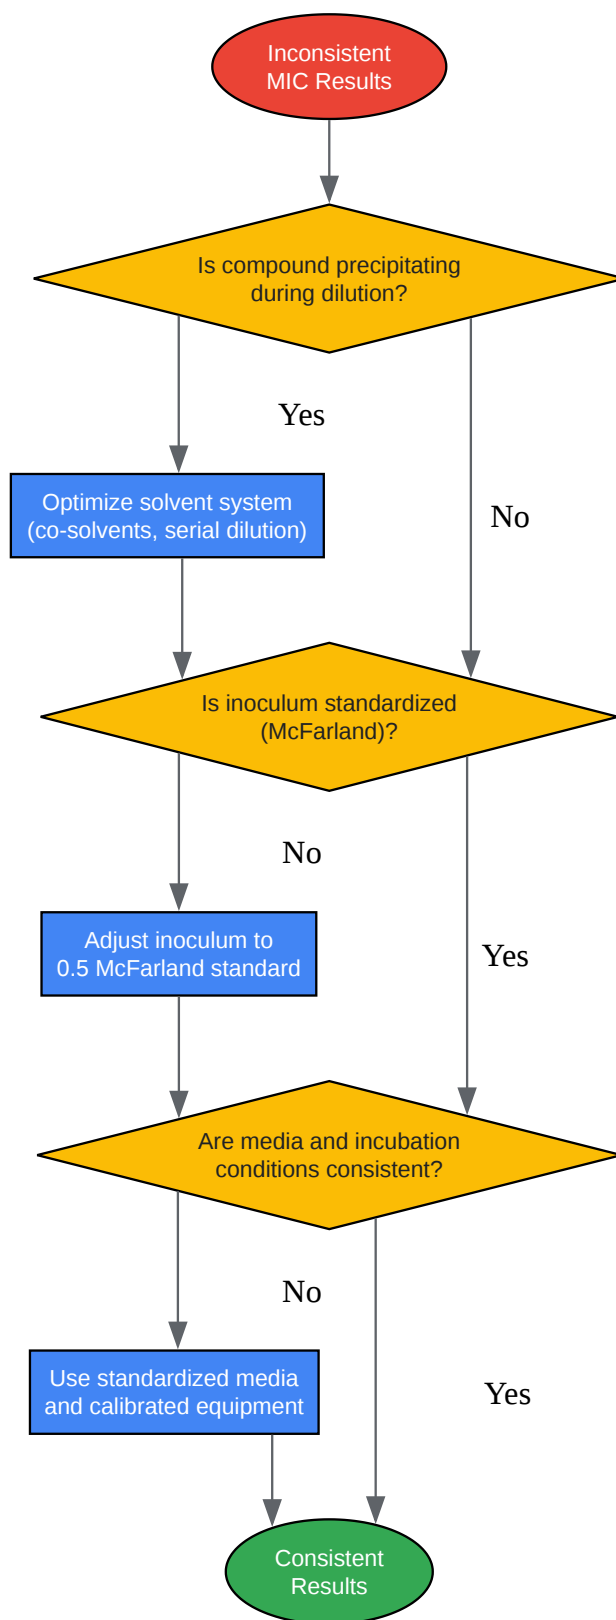 Inconsistent
MIC Results
Is compound precipitating
during dilution?
Yes
Optimize solvent system
(co-solvents, serial dilution)
No
Is inoculum standardized
(McFarland)?
No
Adjust inoculum to
0.5 McFarland standard
Yes
Are media and incubation
conditions consistent?
No
Use standardized media
and calibrated equipment
Yes
Consistent
Results